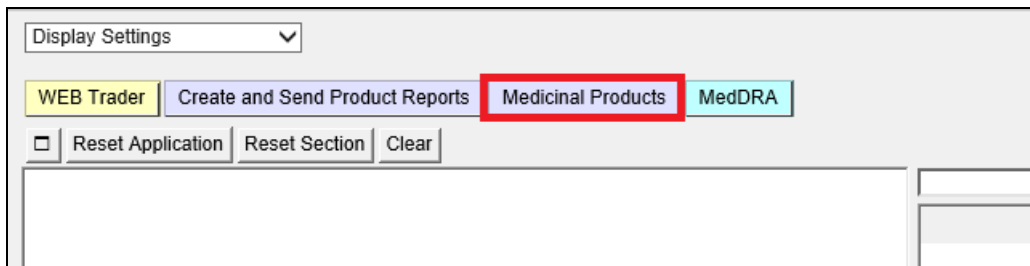 Display Settings
WEB Trader Create and Send Product Reports Medicinal Products MedDRA
Reset Application Reset Section Clear